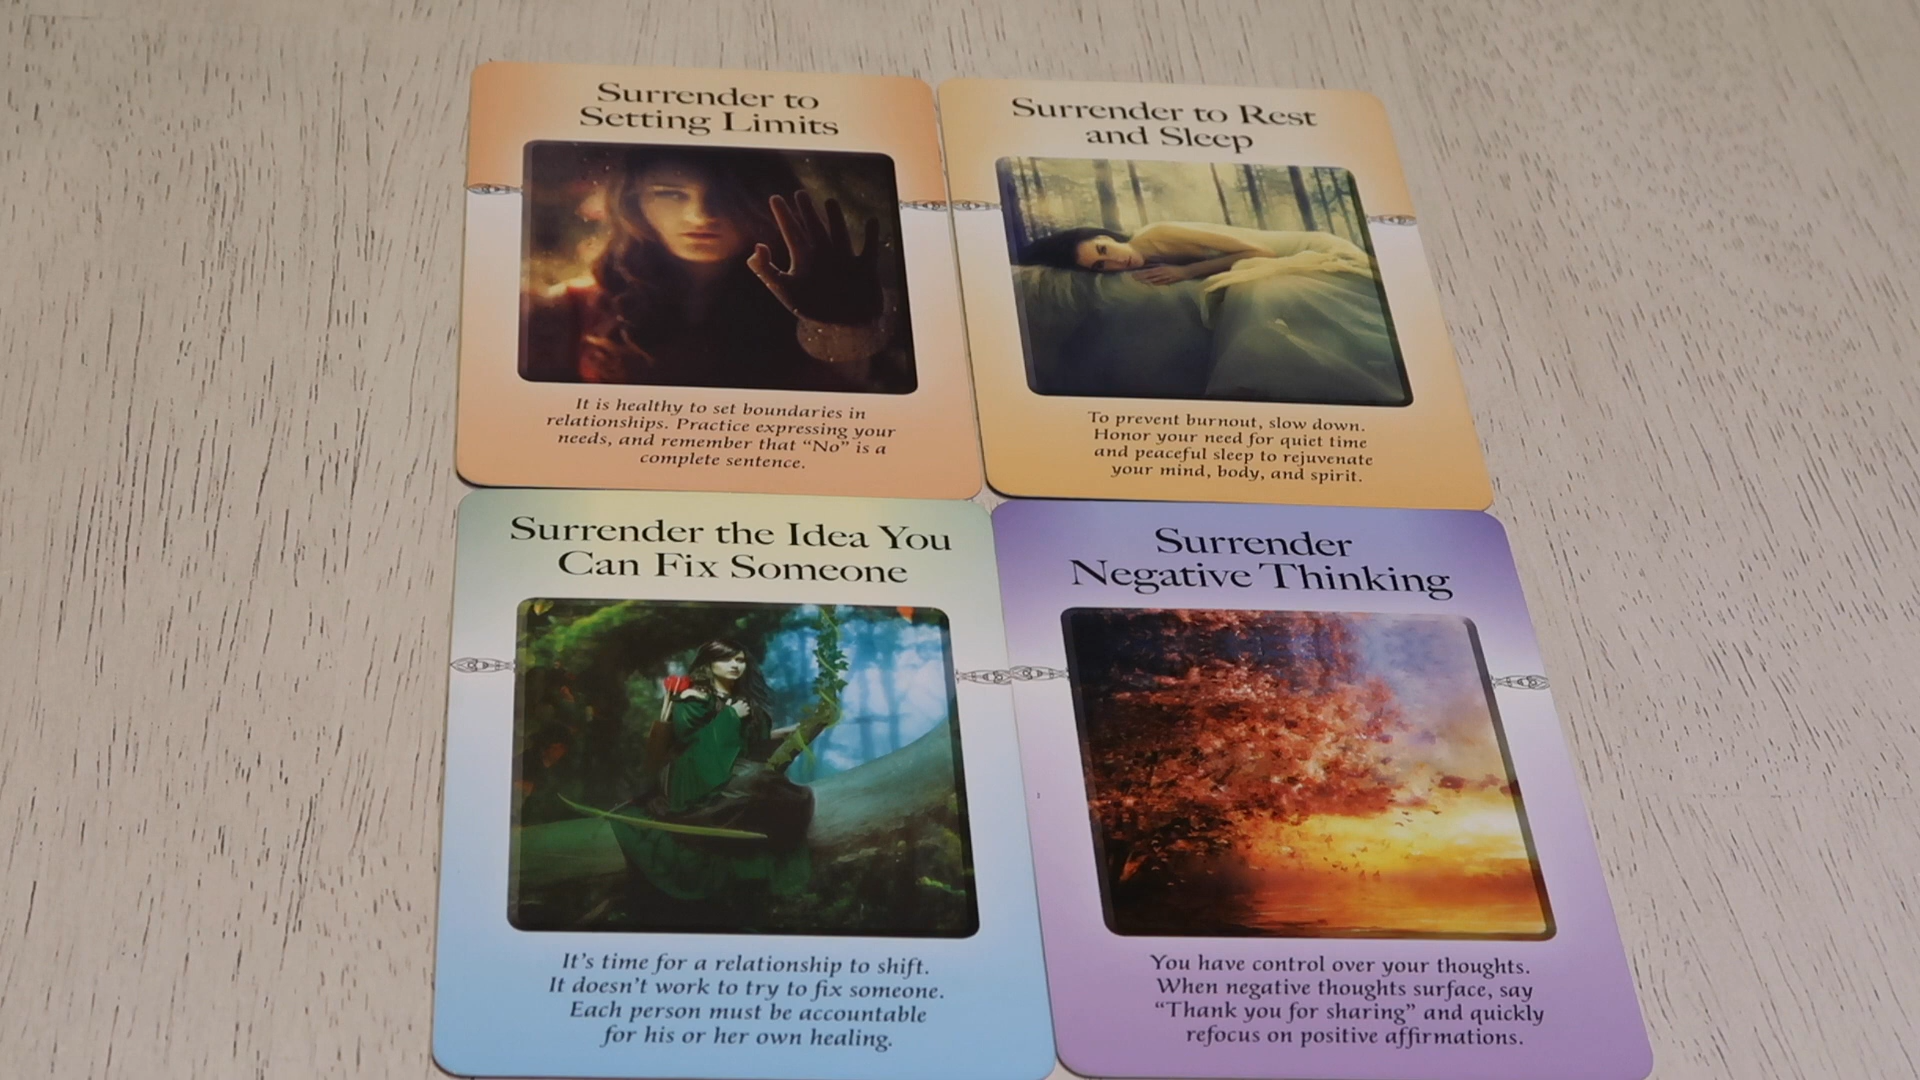 Surrender to
Setting Limits
It is healthy to set boundaries in
relationships. Practice expressing your
needs, and remember that “No” is a
complete sentence.
Surrender to Rest
and Sleep
To prevent burnout, slow down.
Honor your need for quiet time
and peaceful sleep to rejuvenate
your mind, body, and spirit.
Surrender the Idea You
Can Fix Someone
It’s time for a relationship to shift.
It doesn’t work to try to fix someone.
Each person must be accountable
for his or her own healing.
Surrender
Negative Thinking
You have control over your thoughts.
When negative thoughts surface, say
“Thank you for sharing” and quickly
refocus on positive affirmations.